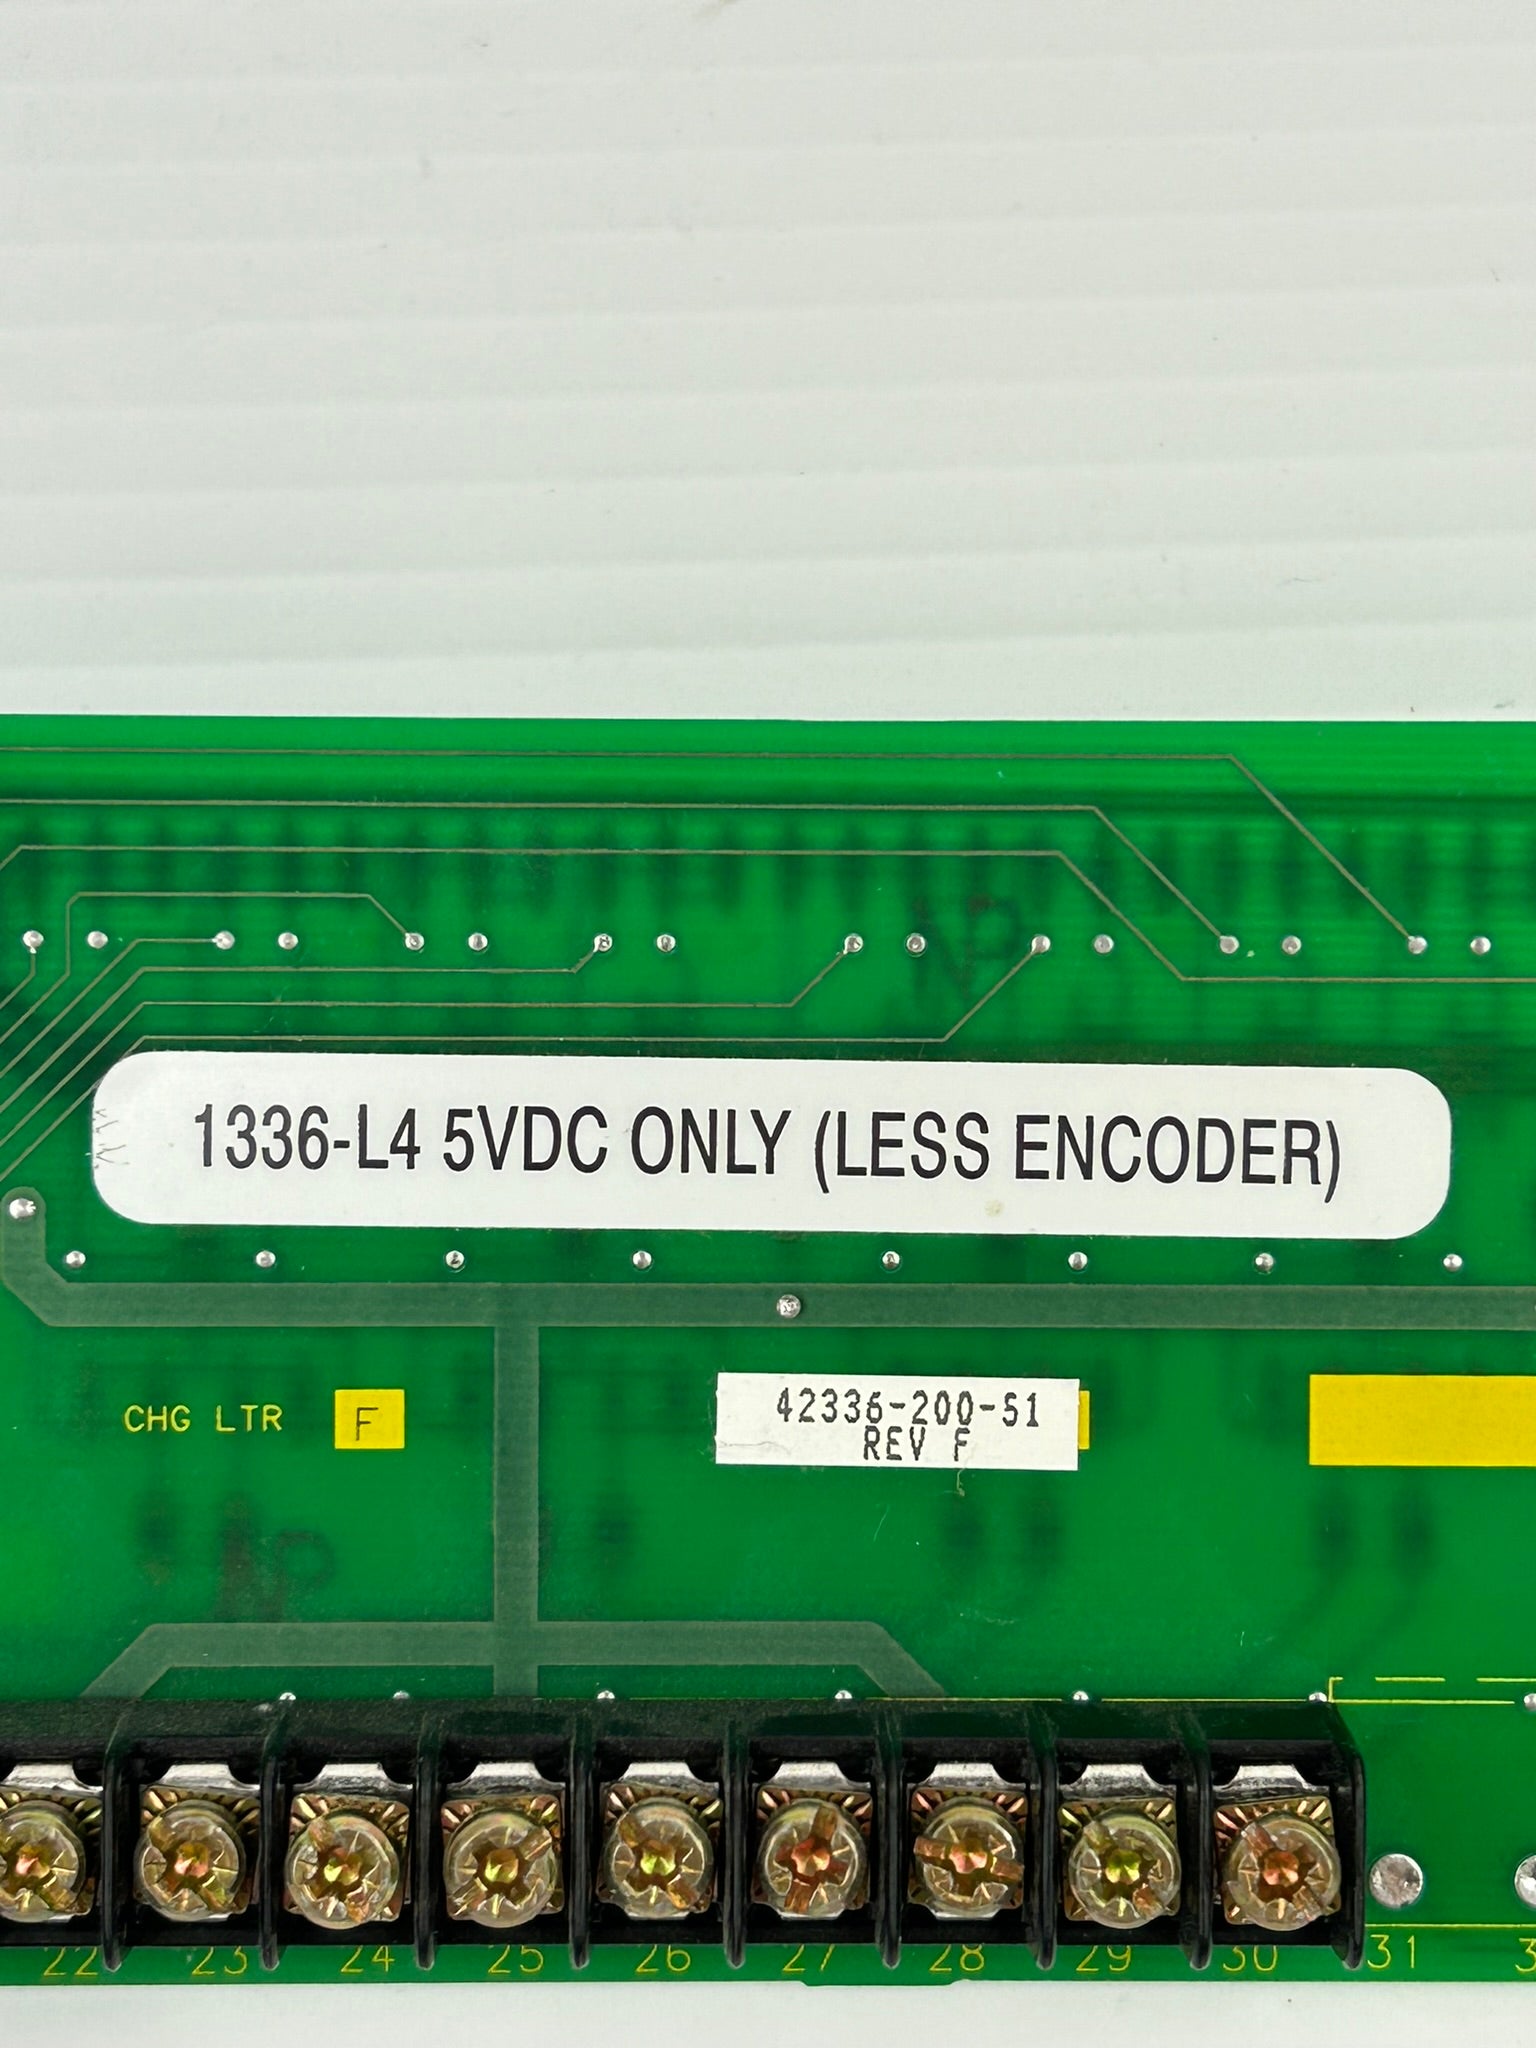 1336-L4 5VDC ONLY (LESS ENCODER)
CHG LTR F
42336-200-51
REV F
22 23 24 25 26 27 28 29 30 31